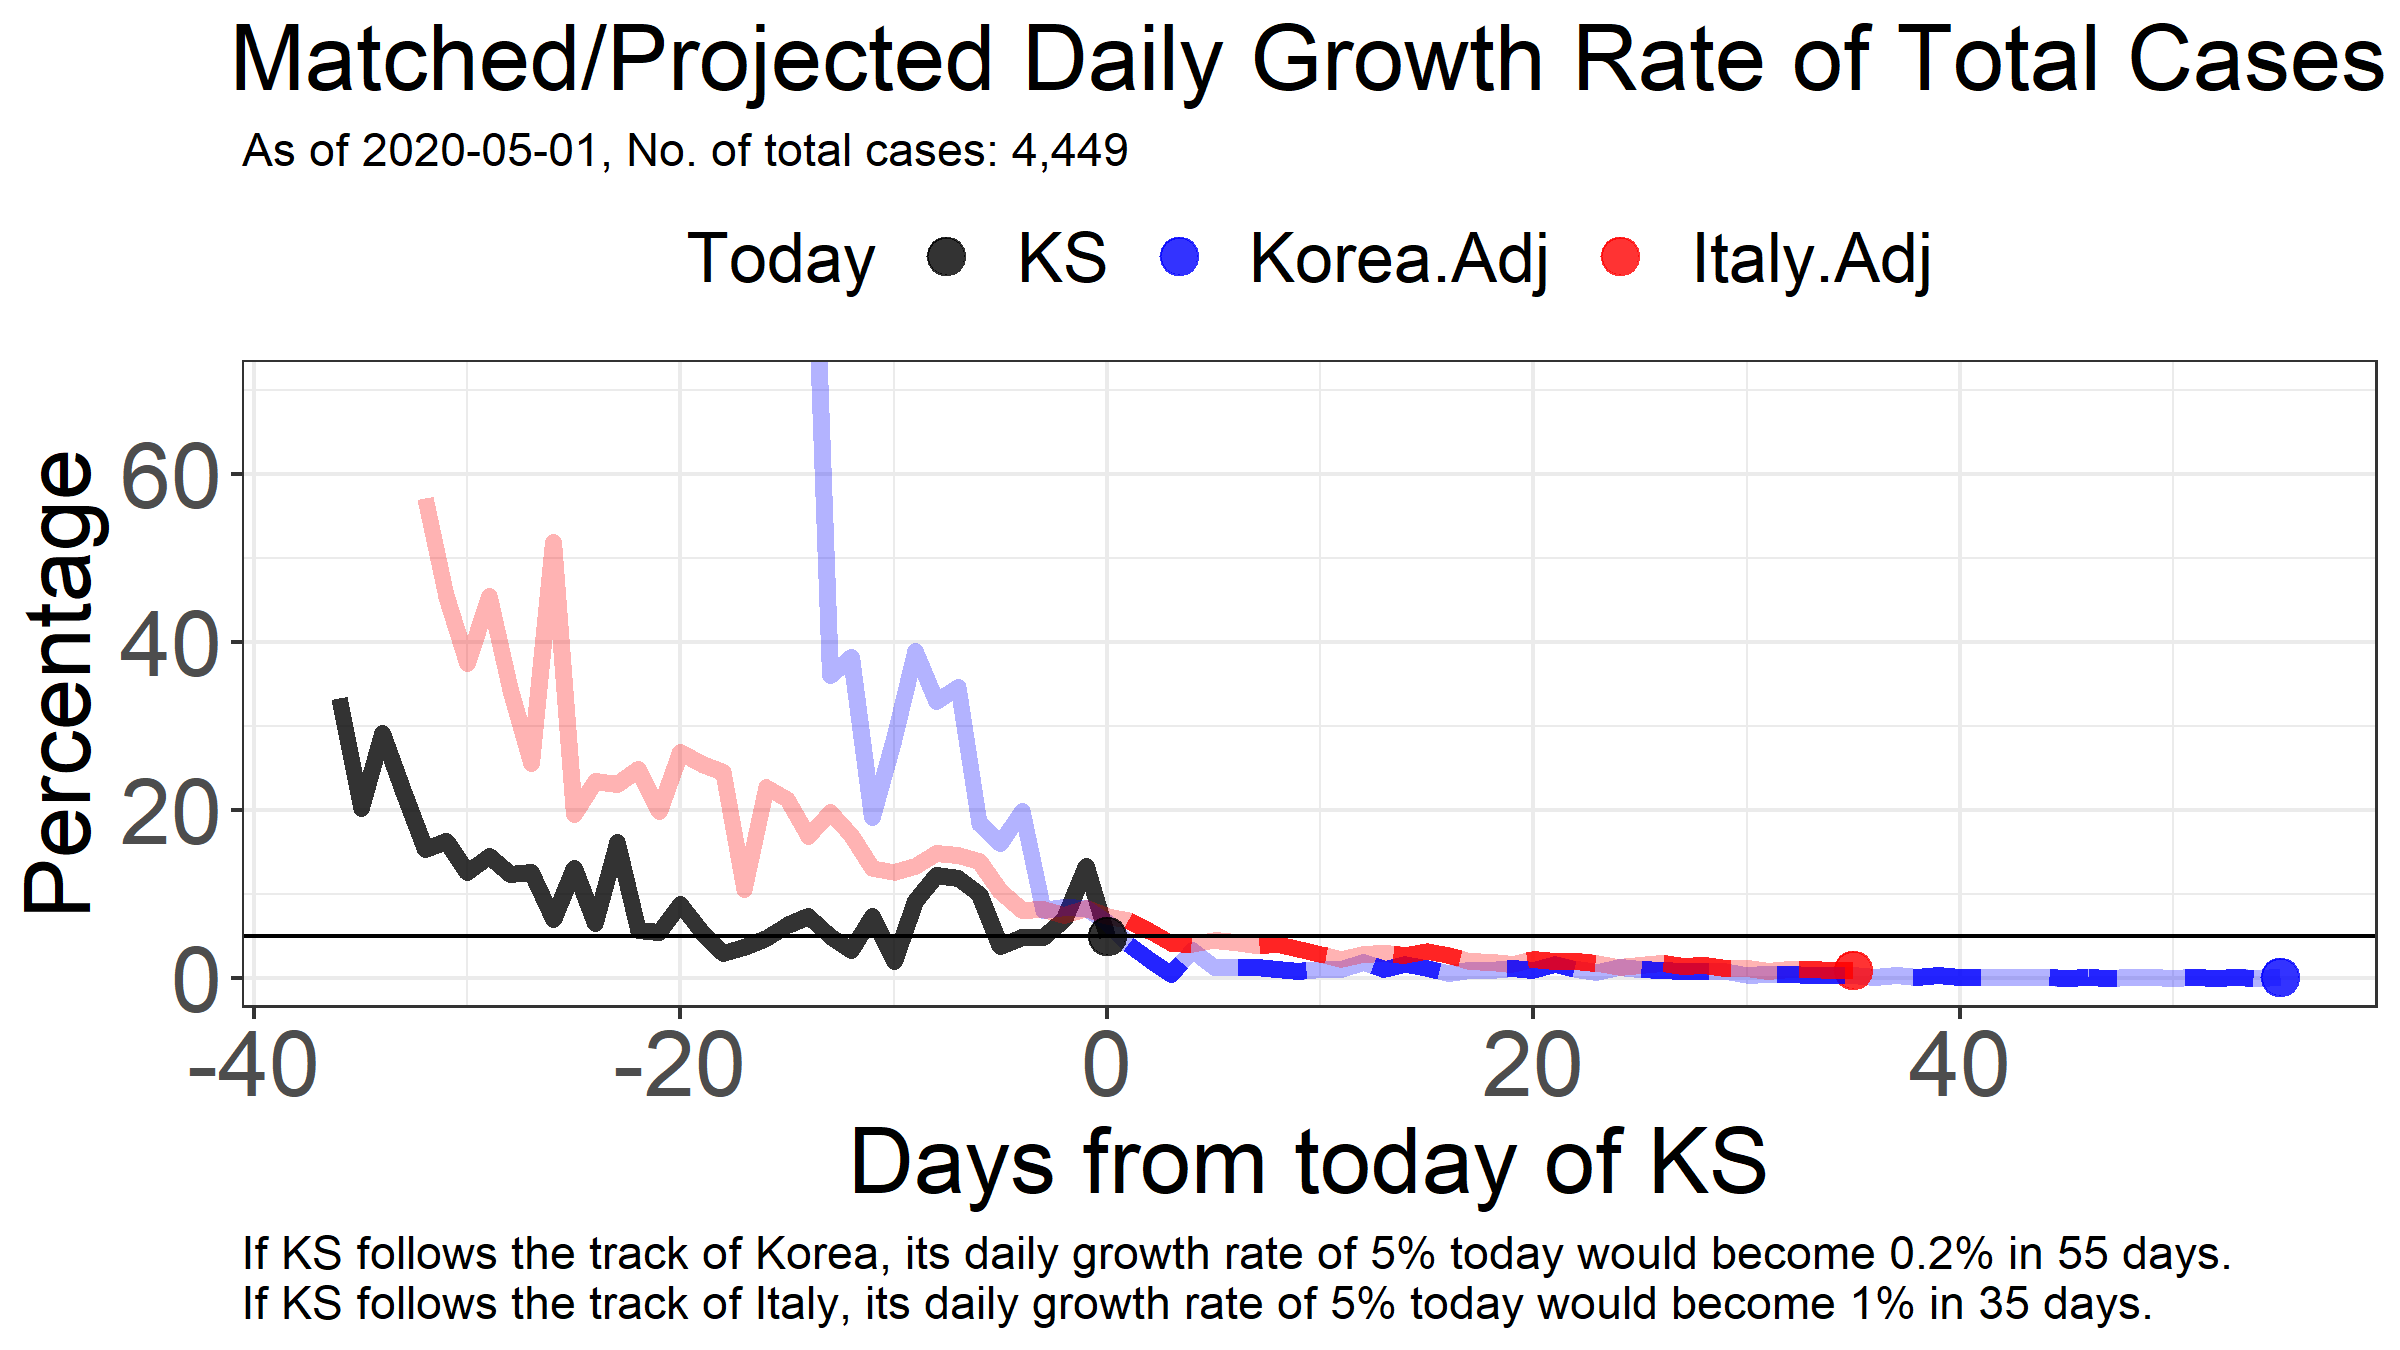 Matched/Projected Daily Growth Rate of Total Cases
As of 2020-05-01, No. of total cases: 4,449
Today KS Korea.Adj Italy.Adj
Percentage
60
40
20
0
-40 -20 0 20 40
Days from today of KS
If KS follows the track of Korea, its daily growth rate of 5% today would become 0.2% in 55 days.
If KS follows the track of Italy, its daily growth rate of 5% today would become 1% in 35 days.